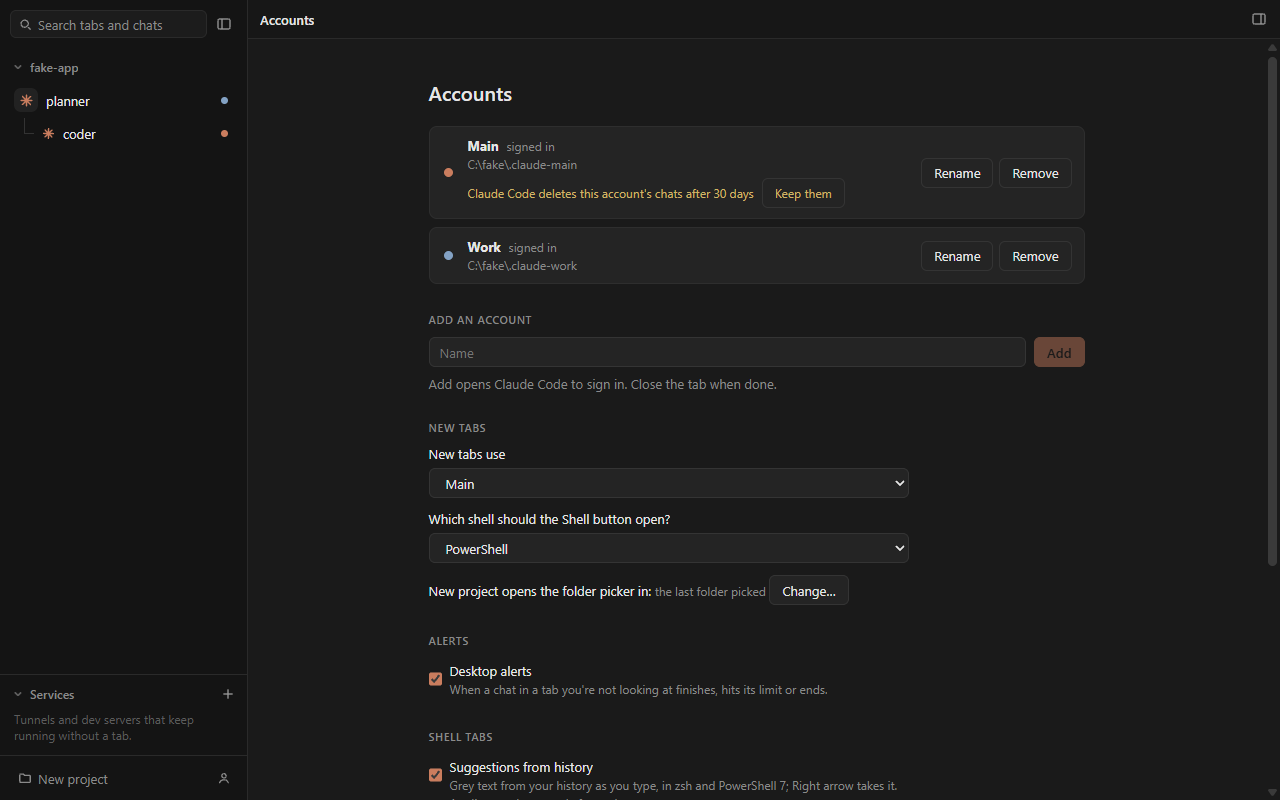 Search tabs and chats
Accounts
fake-app
planner
coder
Accounts
Main signed in
C:\fake\.claude-main
Claude Code deletes this account's chats after 30 days Keep them
Rename Remove
Work signed in
C:\fake\.claude-work
Rename Remove
ADD AN ACCOUNT
Name Add
Add opens Claude Code to sign in. Close the tab when done.
NEW TABS
New tabs use
Main
Which shell should the Shell button open?
PowerShell
New project opens the folder picker in: the last folder picked Change...
ALERTS
Desktop alerts
When a chat in a tab you're not looking at finishes, hits its limit or ends.
SHELL TABS
Suggestions from history
Grey text from your history as you type, in zsh and PowerShell 7; Right arrow takes it.
Services
Tunnels and dev servers that keep
running without a tab.
New project